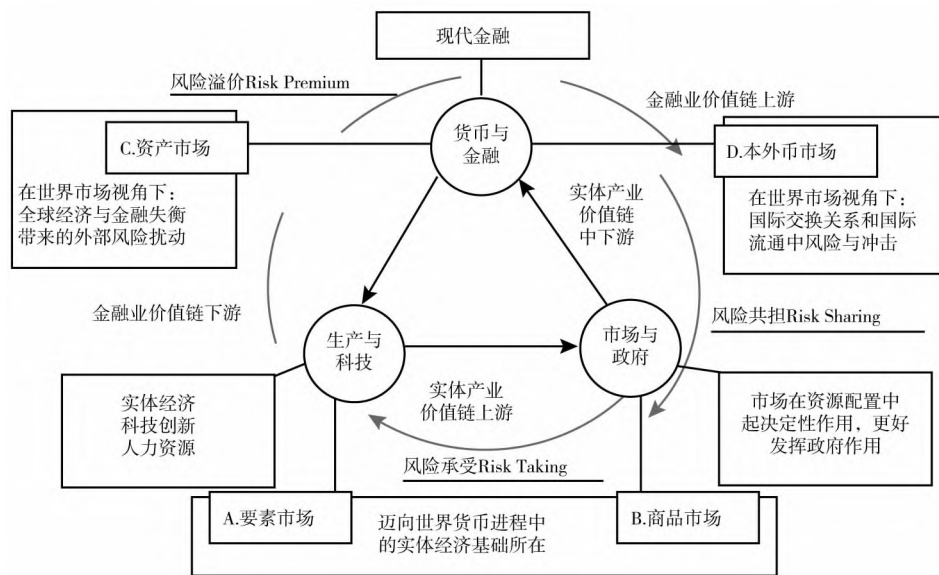 现代金融
风险溢价Risk Premium
金融业价值链上游
C.资产市场
货币与
金融
D.本外币市场
在世界市场视角下：
全球经济与金融失衡
带来的外部风险扰动
实体产业
价值链
中下游
在世界市场视角下：
国际交换关系和国际
流通中风险与冲击
金融业价值链下游
风险共担Risk Sharing
生产与
科技
市场与
政府
实体产业
价值链上游
实体经济
科技创新
人力资源
市场在资源配置中
起决定性作用，更好
发挥政府作用
风险承受Risk Taking
A.要素市场
迈向世界货币进程中
的实体经济基础所在
B.商品市场